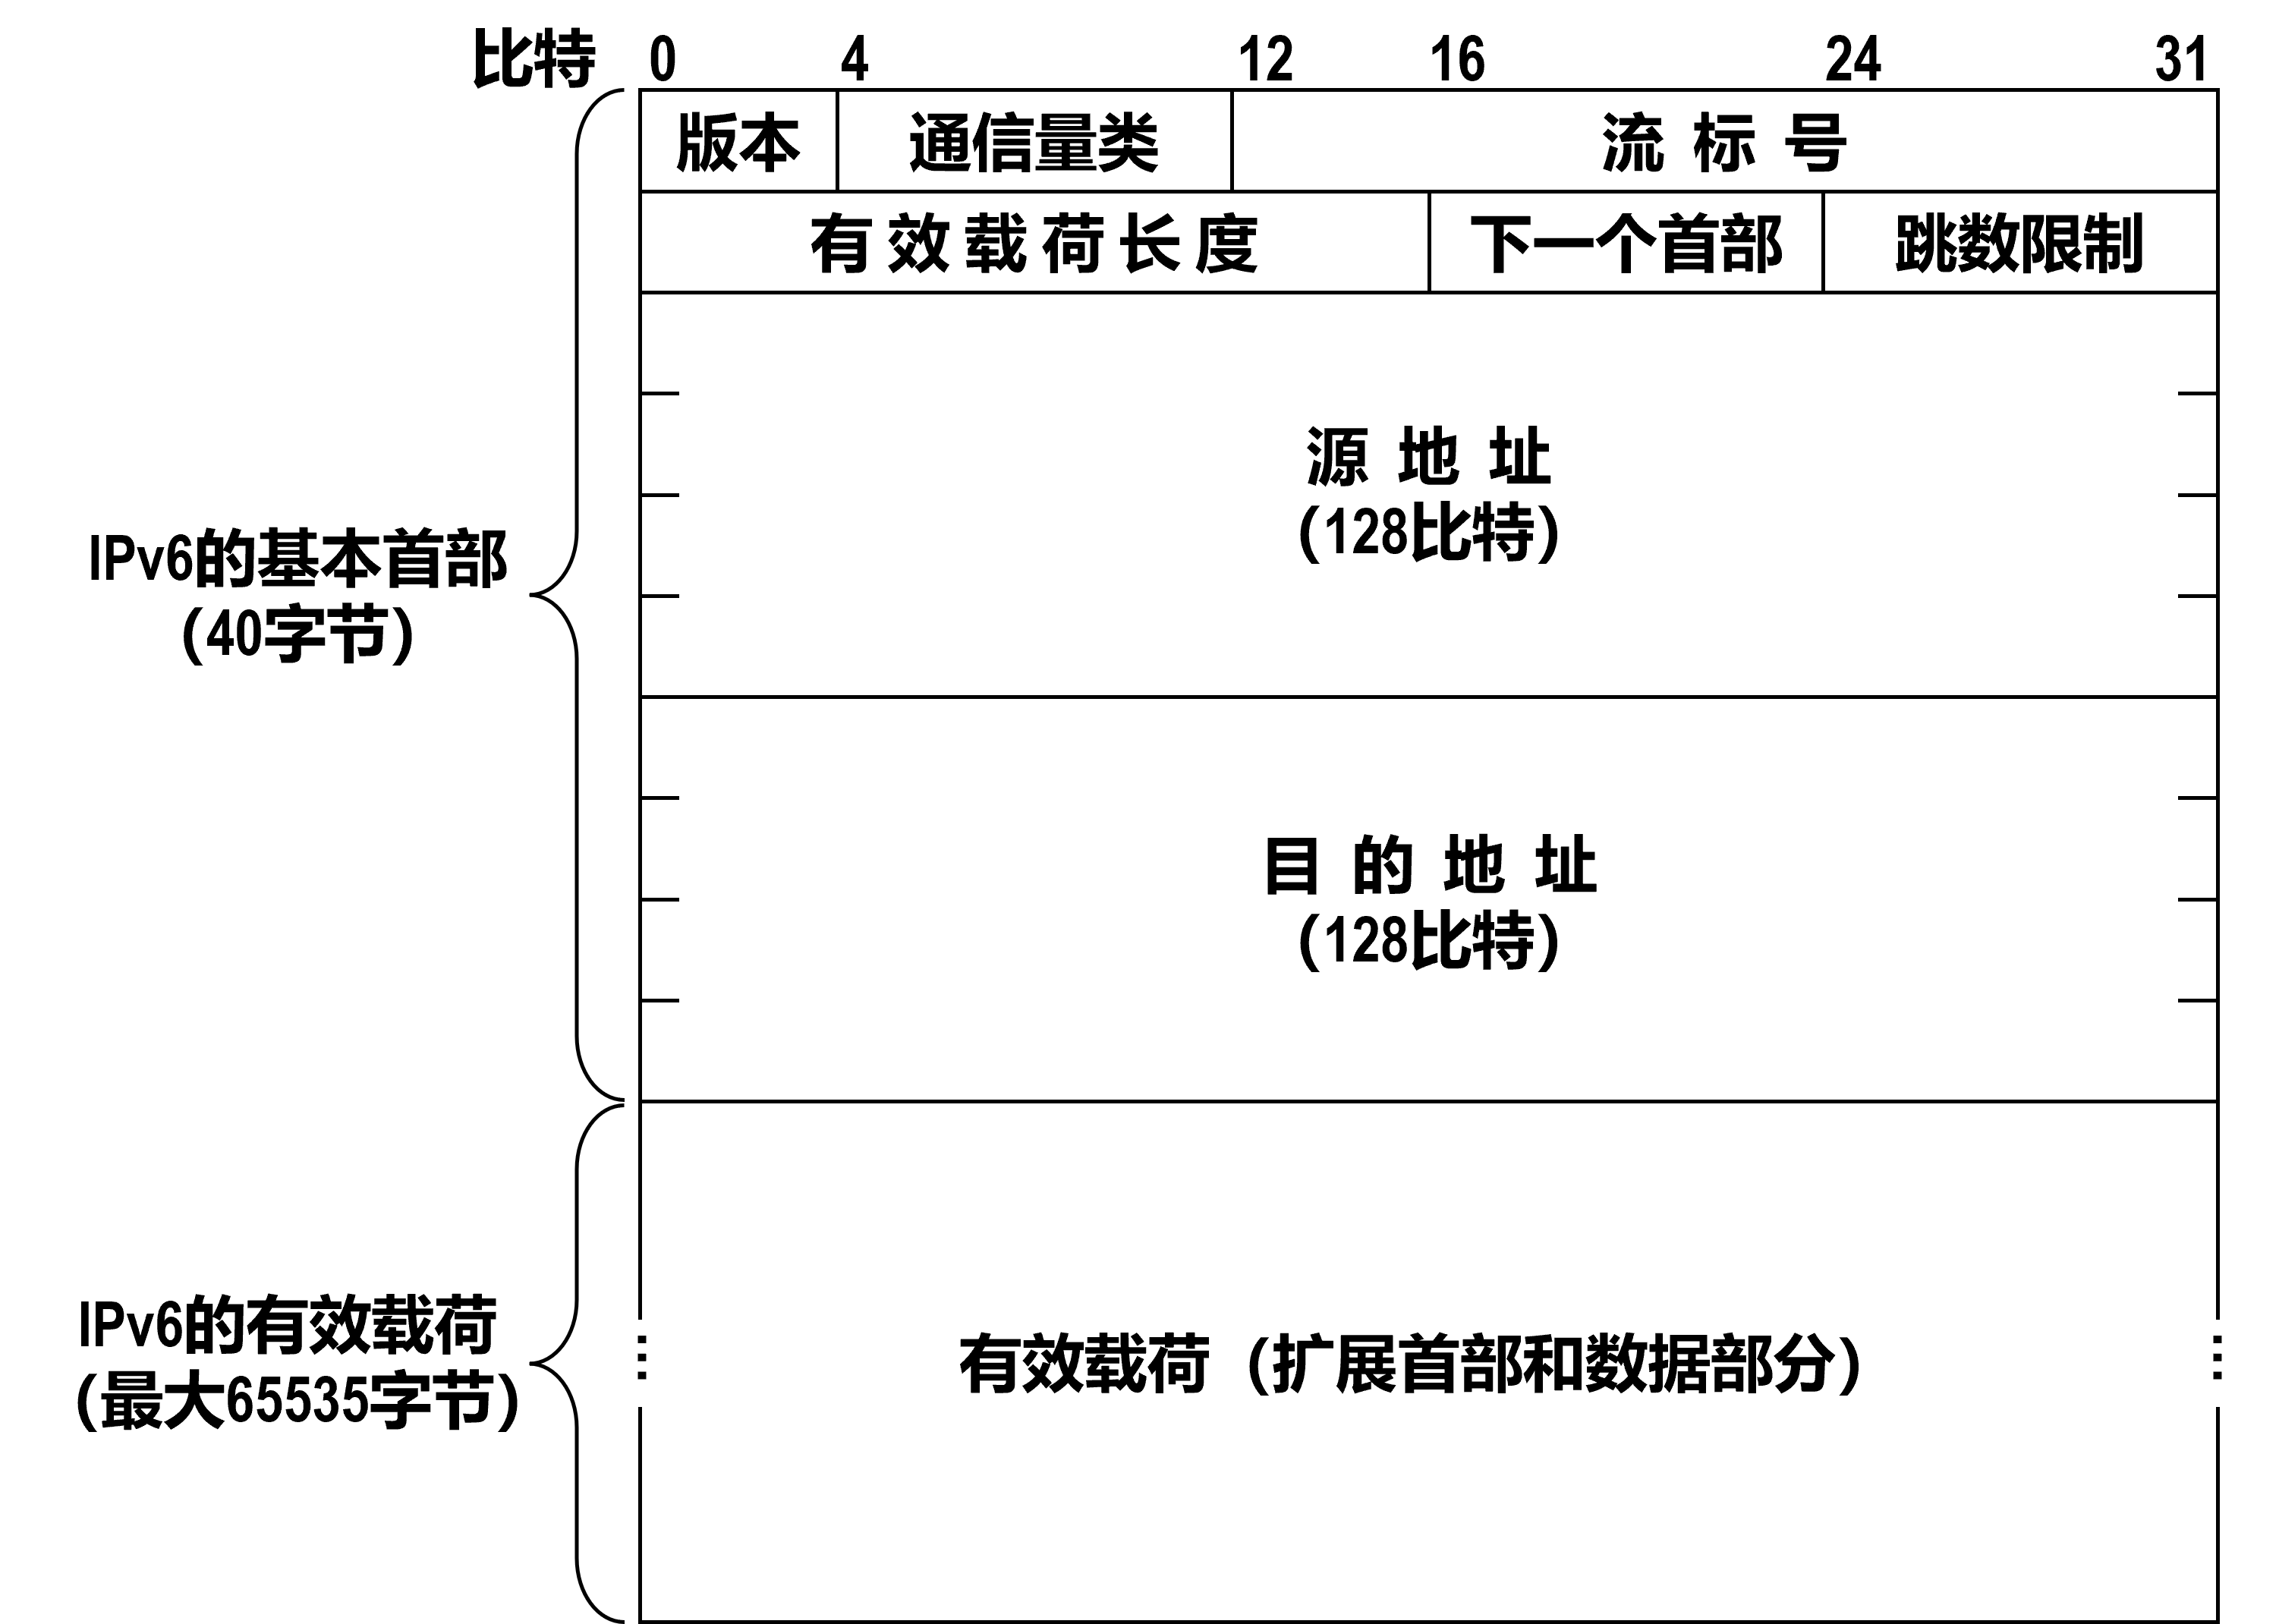 比特 0 4 12 16 24 31
版本 通信量类 流标号
有效载荷长度 下一个首部 跳数限制
源地址
(128比特)
IPv6的基本首部
(40字节)
目的地址
(128比特)
IPv6的有效载荷
(最大65535字节)
有效载荷 (扩展首部和数据部分)